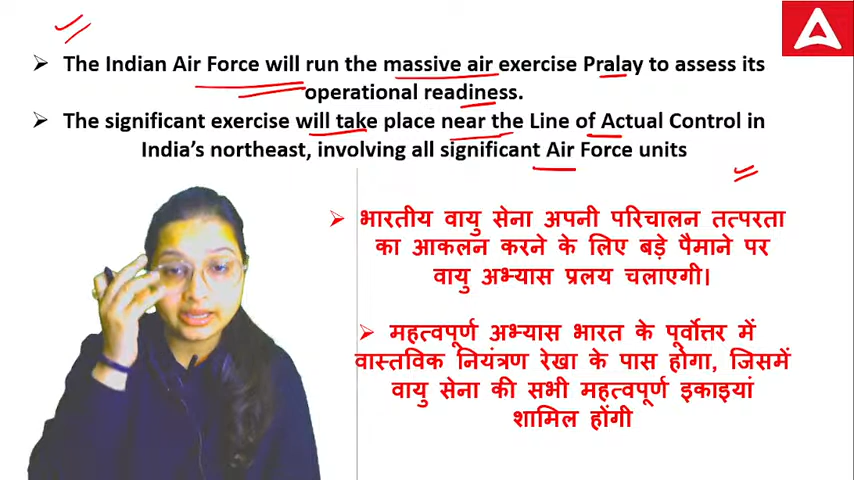 ➢ The Indian Air Force will run the massive air exercise Pralay to assess its
operational readiness.
➢ The significant exercise will take place near the Line of Actual Control in
India's northeast, involving all significant Air Force units
➢ भारतीय वायु सेना अपनी परिचालन तत्परता
का आकलन करने के लिए बड़े पैमाने पर
वायु अभ्यास प्रलय चलाएगी।
➢ महत्वपूर्ण अभ्यास भारत के पूर्वोत्तर में
वास्तविक नियंत्रण रेखा के पास होगा, जिसमें
वायु सेना की सभी महत्वपूर्ण इकाइयां
शामिल होंगी